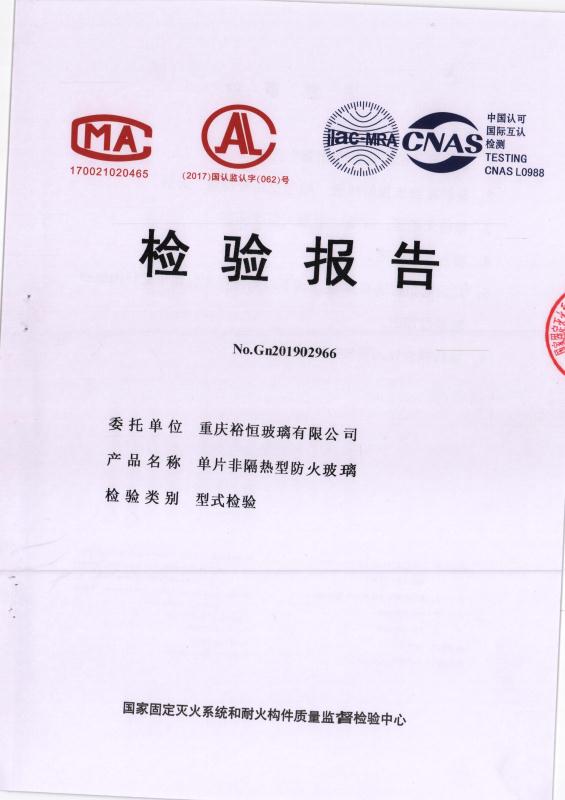 MA
170021020465
AL
(2017)国认监认字(062)号
ilac-MRA
CNAS
中国认可
国际互认
检测
TESTING
CNAS L0988
检验报告
No.Gn201902966
委托单位 重庆裕恒玻璃有限公司
产品名称 单片非隔热型防火玻璃
检验类别 型式检验
国家固定灭火系统和耐火构件质量监督检验中心